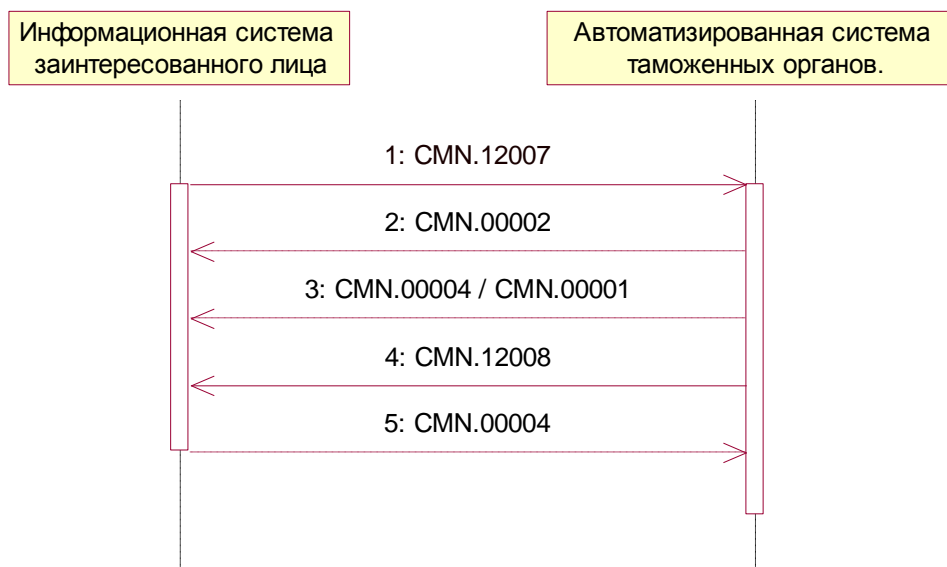 Информационная система
заинтересованного лица
Автоматизированная система
таможенных органов.
1: CMN.12007
2: CMN.00002
3: CMN.00004 / CMN.00001
4: CMN.12008
5: CMN.00004